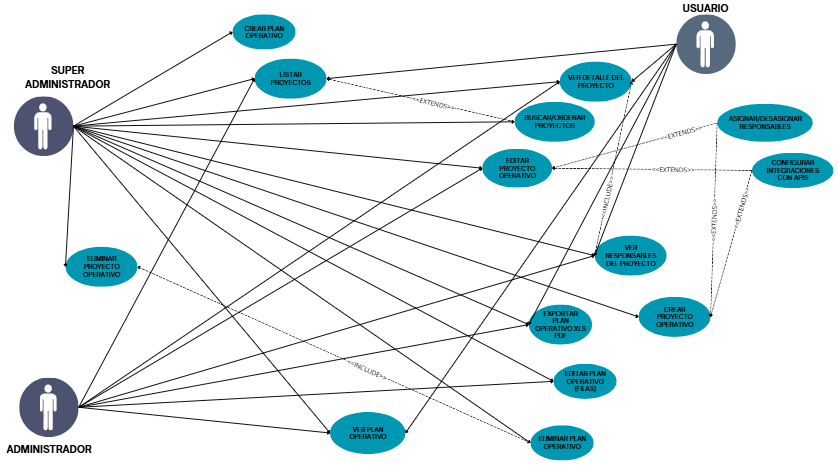 USUARIO
CREAR PLAN
OPERATIVO
SUPER
ADMINISTRADOR
LISTAR
PROYECTOS
VER DETALLE DEL
PROYECTO
<<EXTENDS>>
BUSCAR/ORDENAR
PROYECTOS
ASIGNAR/DESASIGNAR
RESPONSABLES
<<EXTENDS>>
EDITAR
PROYECTO
OPERATIVO
<<EXTENDS>>
CONFIGURAR
INTEGRACIONES
CON APIS
<<INCLUDE>>
<<EXTENDS>>
<<EXTENDS>>
ELIMINAR
PROYECTO
OPERATIVO
VER
RESPONSABLES
DEL PROYECTO
EXPORTAR
PLAN
OPERATIVO XLS
PDF
CREAR
PROYECTO
OPERATIVO
<<INCLUDE>>
EDITAR PLAN
OPERATIVO
(FILAS)
VER PLAN
OPERATIVO
ELIMINAR PLAN
OPERATIVO
ADMINISTRADOR